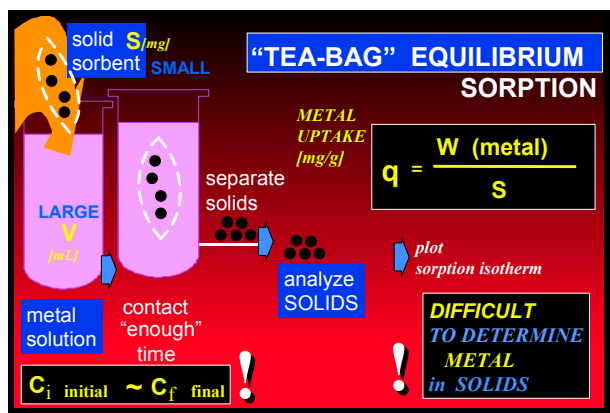 solid S[mg]
sorbent
SMALL
"TEA-BAG" EQUILIBRIUM
SORPTION
METAL
UPTAKE
[mg/g]
q = W (metal)
S
separate
solids
LARGE
V
[mL]
metal
solution
contact
"enough"
time
analyze
SOLIDS
plot
sorption isotherm
DIFFICULT
TO DETERMINE
METAL
in SOLIDS
Ci initial ~ Cf final
!
!